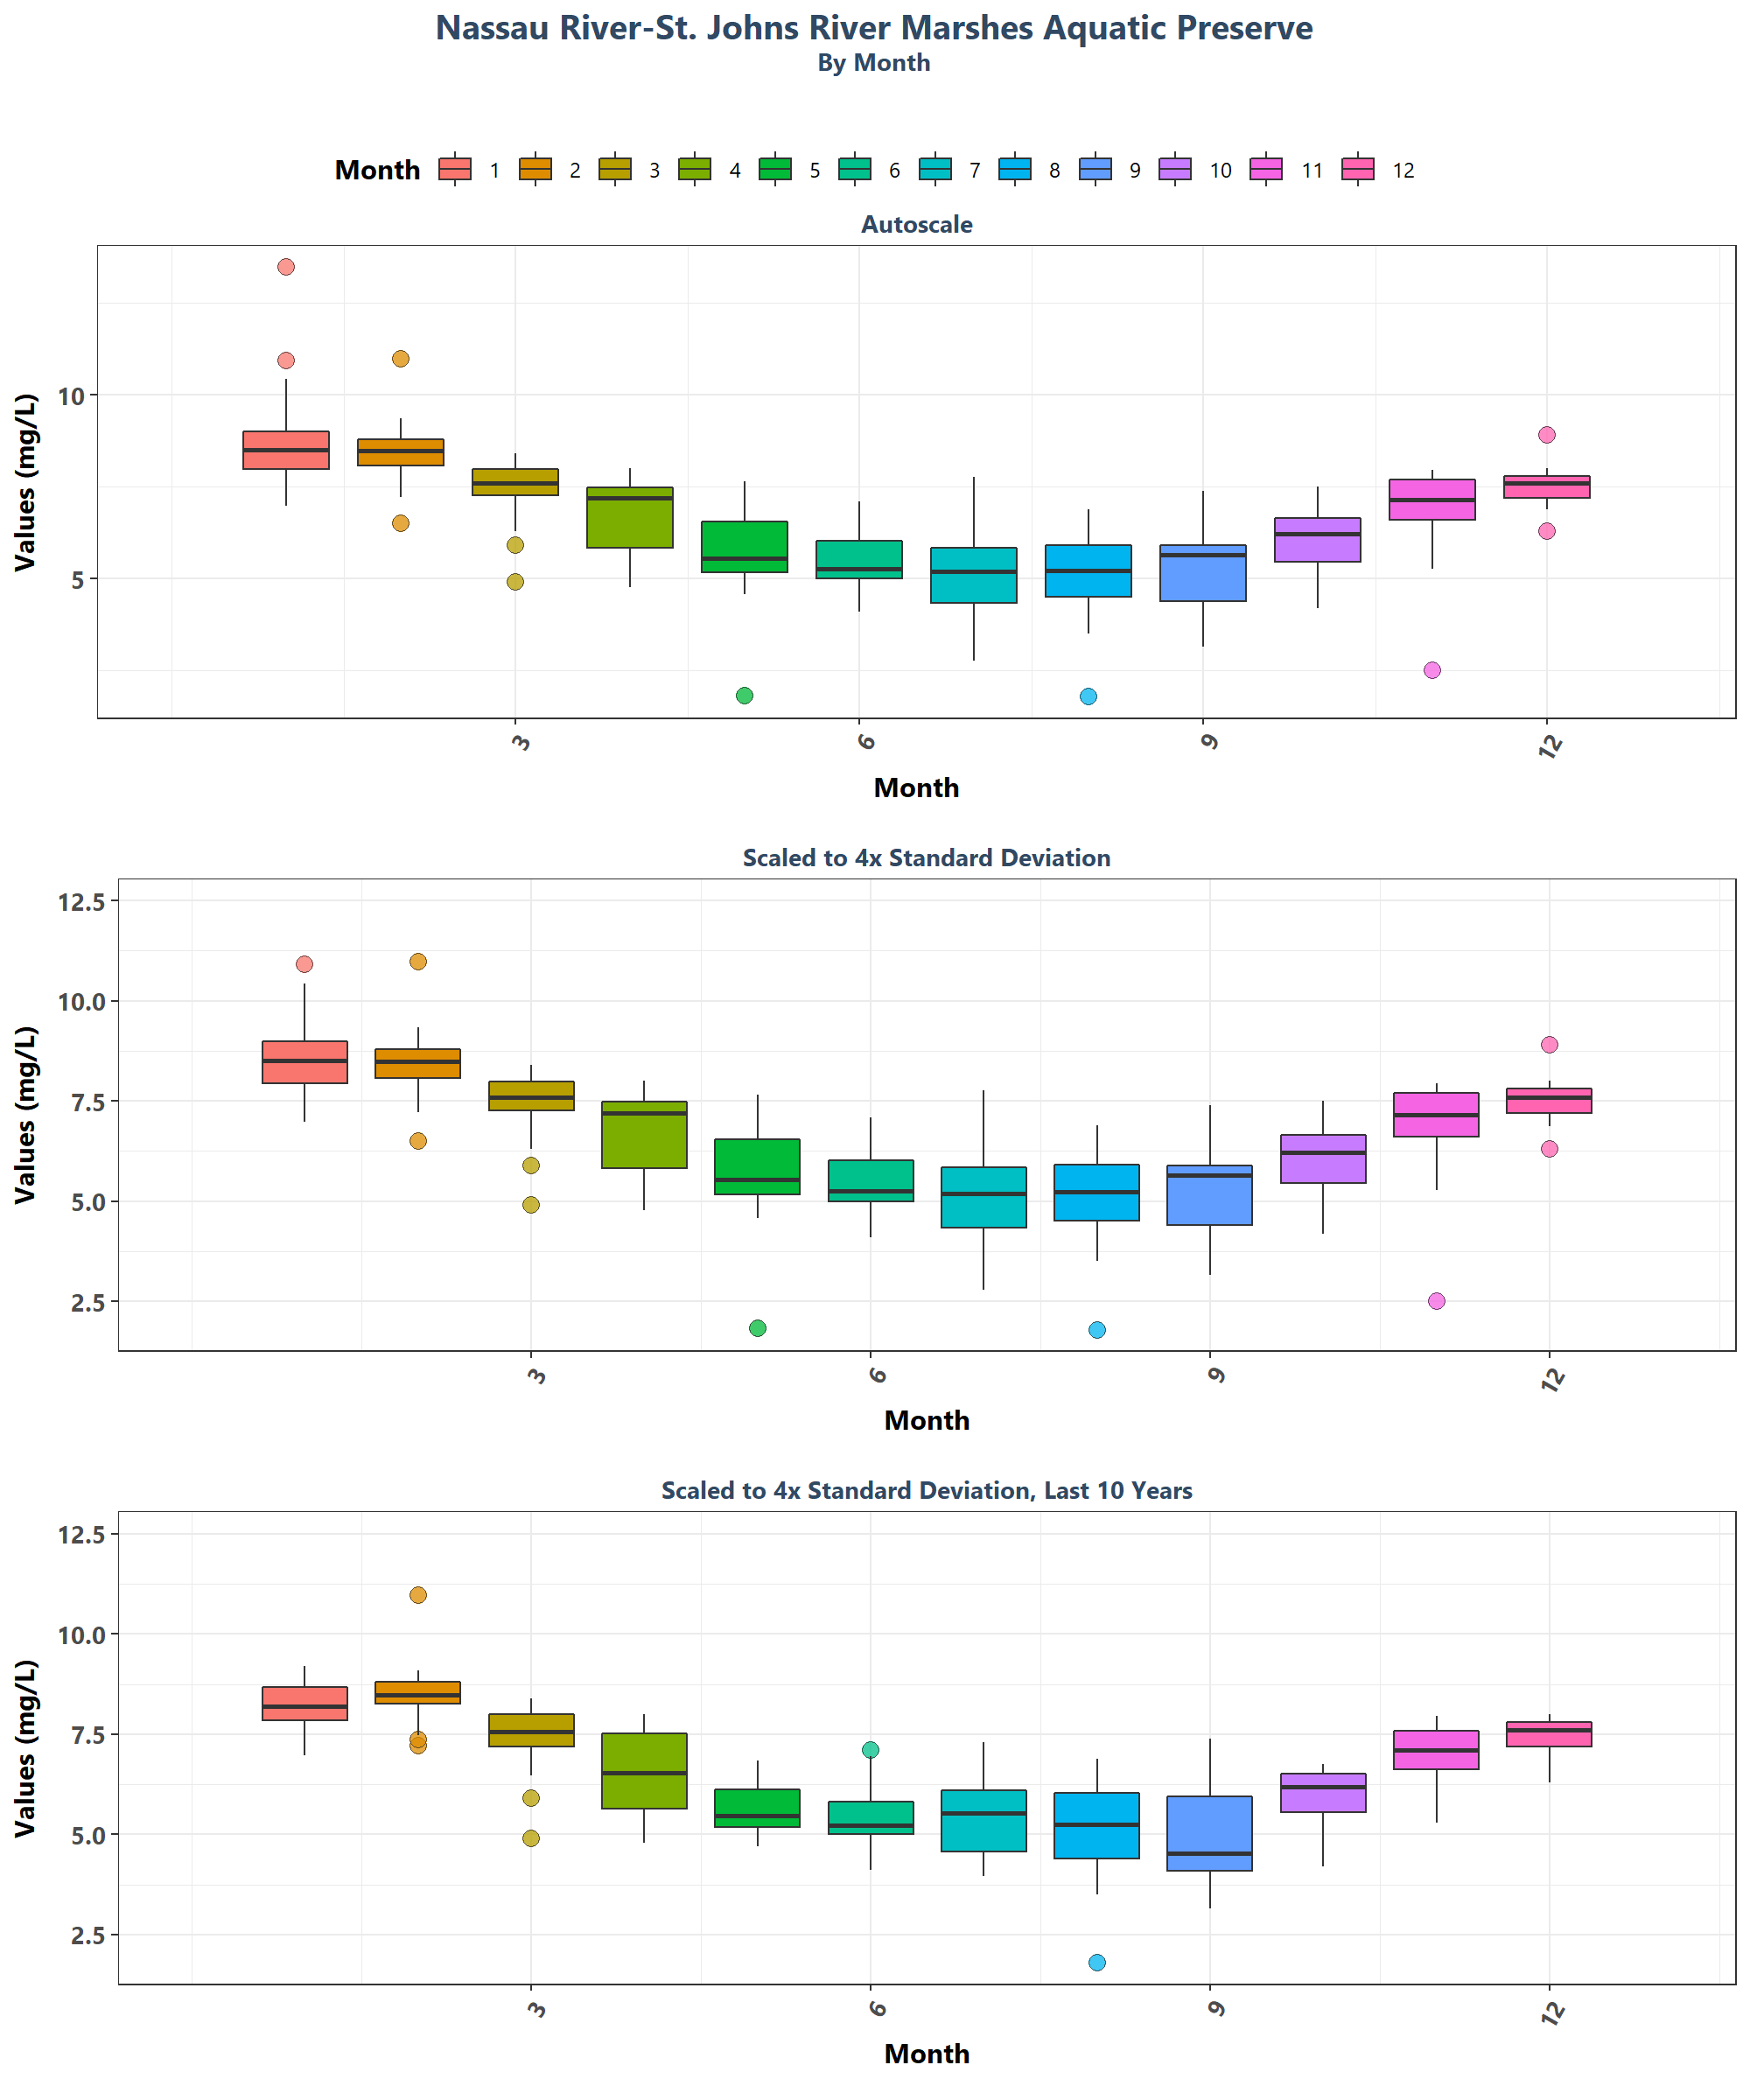 Nassau River-St. Johns River Marshes Aquatic Preserve
By Month
Month 1 2 3 4 5 6 7 8 9 10 11 12
Autoscale
Values (mg/L)
10
5
3 6 9 12
Month
Scaled to 4x Standard Deviation
Values (mg/L)
12.5
10.0
7.5
5.0
2.5
3 6 9 12
Month
Scaled to 4x Standard Deviation, Last 10 Years
Values (mg/L)
12.5
10.0
7.5
5.0
2.5
3 6 9 12
Month